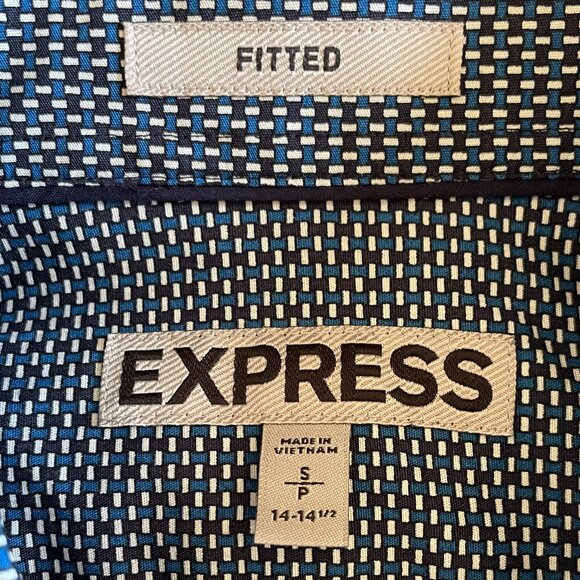 FITTED
EXPRESS
MADE IN
VIETNAM
S
P
14-14 1/2